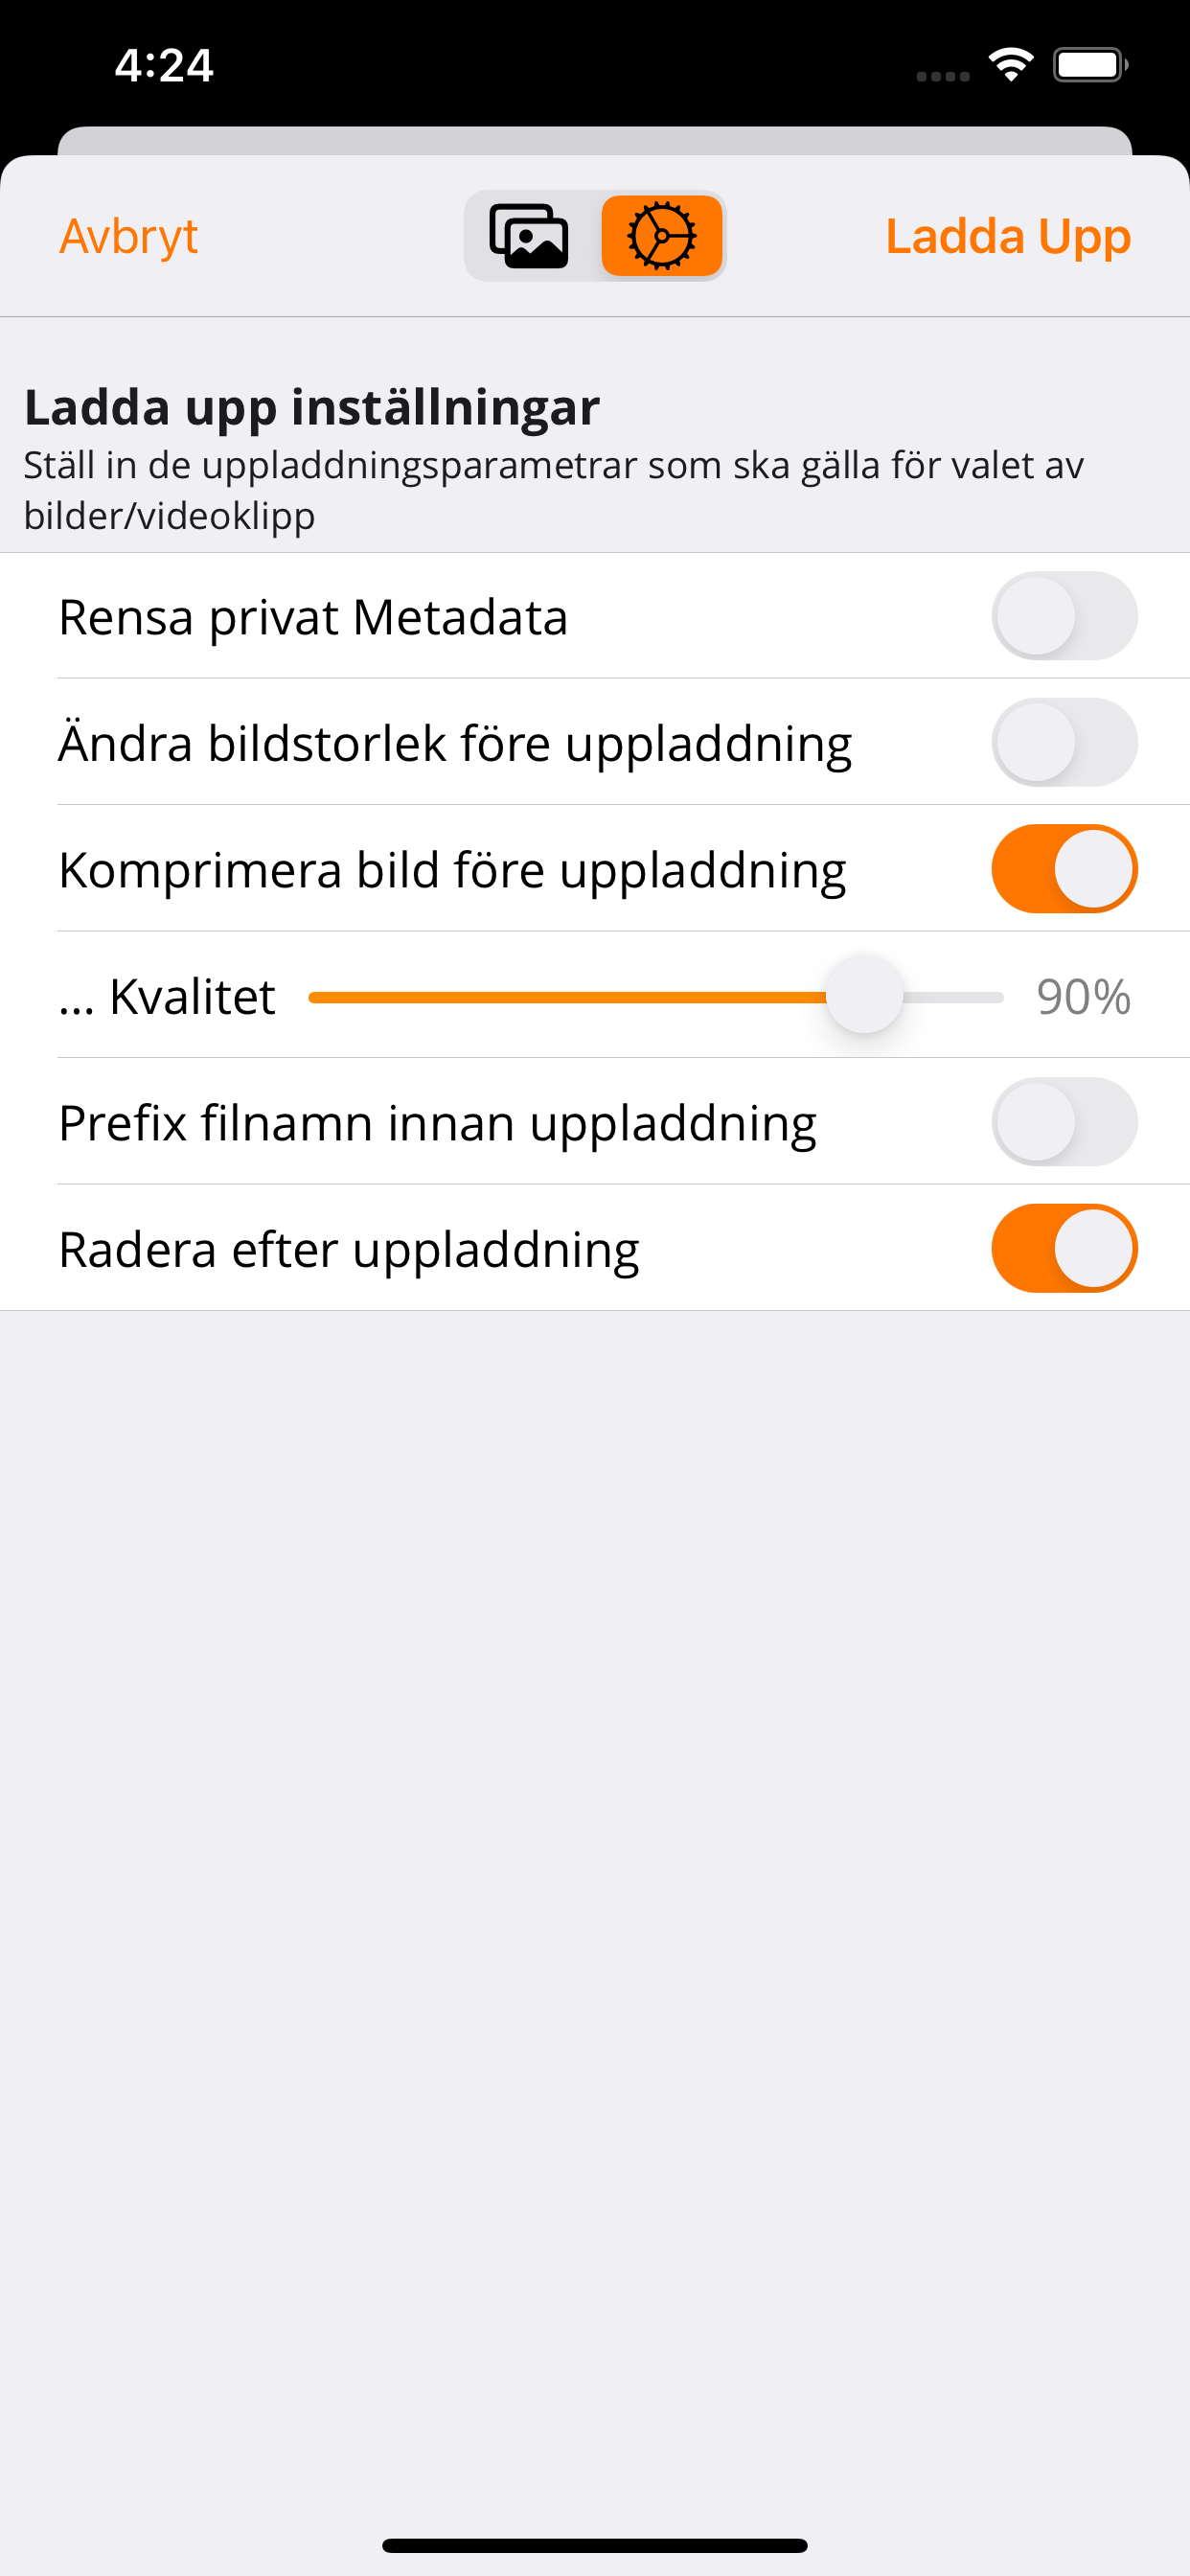 4:24
Avbryt
Ladda Upp
Ladda upp inställningar
Ställ in de uppladdningsparametrar som ska gälla för valet av
bilder/videoklipp
Rensa privat Metadata
Ändra bildstorlek före uppladdning
Komprimera bild före uppladdning
... Kvalitet 90%
Prefix filnamn innan uppladdning
Radera efter uppladdning